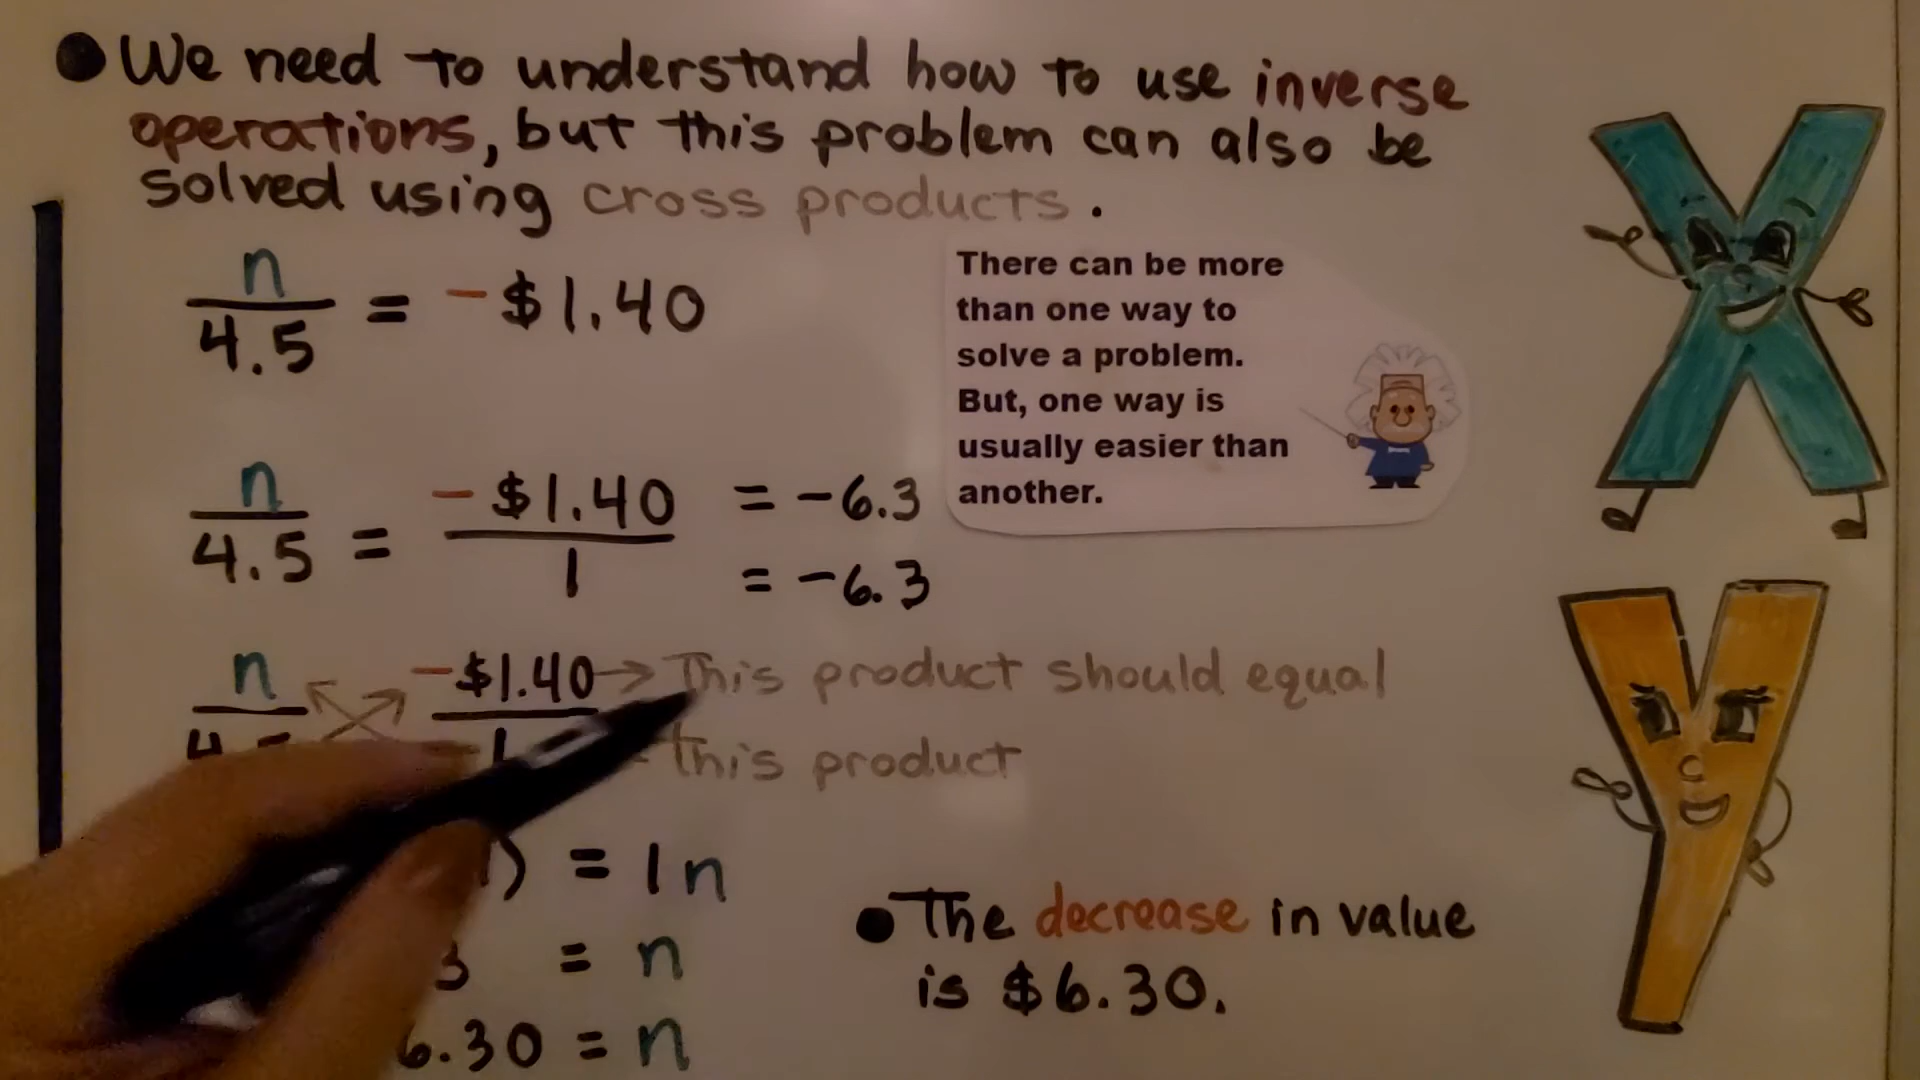 ● We need to understand how to use inverse
operations, but this problem can also be
solved using cross products.
n
4.5 = -$1.40
There can be more
than one way to
solve a problem.
But, one way is
usually easier than
another.
n -$1.40 = -6.3
4.5 = 1 = -6.3
n -$1.40 → This product should equal
this product
) = 1n
3 = n
6.30 = n
● The decrease in value
is $6.30.
X
Y